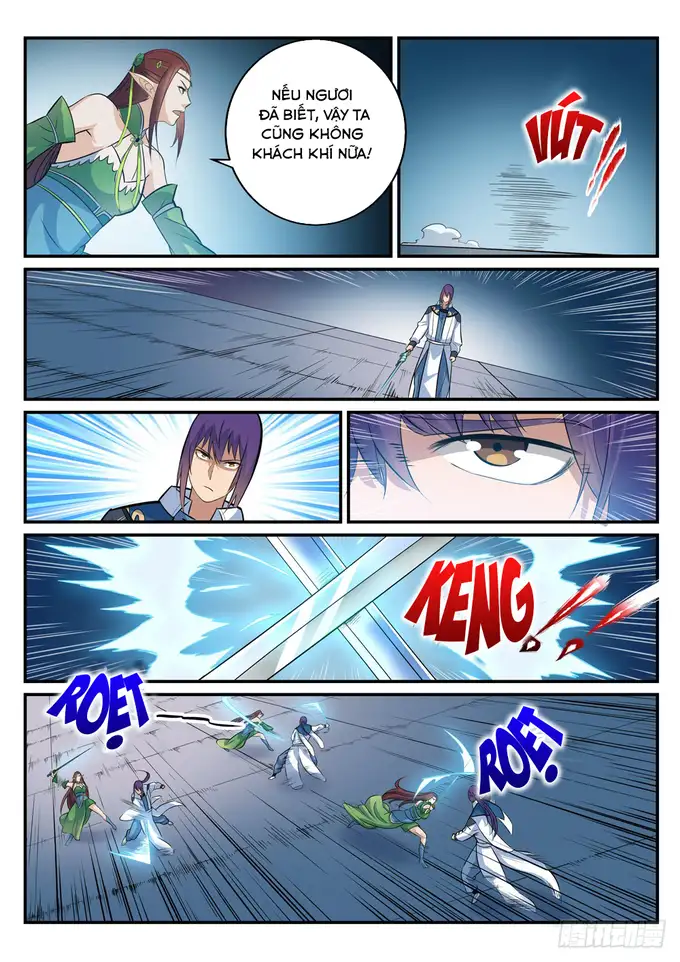 NẾU NGƯƠI
ĐÃ BIẾT, VẬY TA
CŨNG KHÔNG
KHÁCH KHÍ NỮA!
VÚT!!!
KENG!!
ROẸT
ROẸT